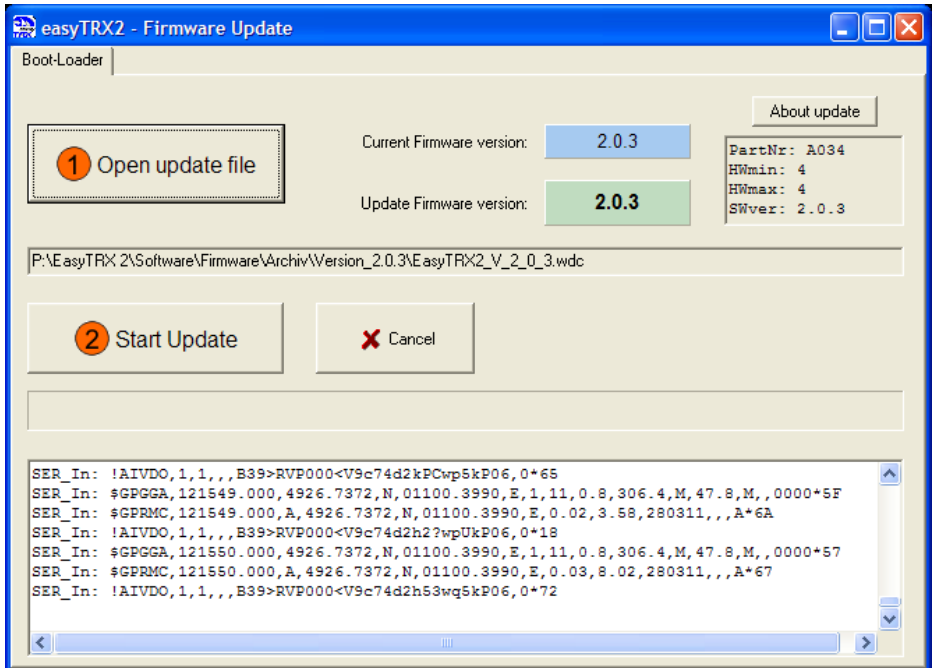 easyTRX2 - Firmware Update
Boot-Loader
About update
1 Open update file
Current Firmware version: 2.0.3
Update Firmware version: 2.0.3
PartNr: A034
HWmin: 4
HWmax: 4
SWver: 2.0.3
P:\EasyTRX 2\Software\Firmware\Archiv\Version_2.0.3\EasyTRX2_V_2_0_3.wdc
2 Start Update
Cancel
SER_In: !AIVDO,1,1,,,B39>RVP000<V9c74d2kPCwp5kP06,0*65
SER_In: $GPGGA,121549.000,4926.7372,N,01100.3990,E,1,11,0.8,306.4,M,47.8,M,,0000*5F
SER_In: $GPRMC,121549.000,A,4926.7372,N,01100.3990,E,0.02,3.58,280311,,,A*6A
SER_In: !AIVDO,1,1,,,B39>RVP000<V9c74d2h2?wpUkP06,0*18
SER_In: $GPGGA,121550.000,4926.7372,N,01100.3990,E,1,11,0.8,306.4,M,47.8,M,,0000*57
SER_In: $GPRMC,121550.000,A,4926.7372,N,01100.3990,E,0.03,8.02,280311,,,A*67
SER_In: !AIVDO,1,1,,,B39>RVP000<V9c74d2h53wq5kP06,0*72